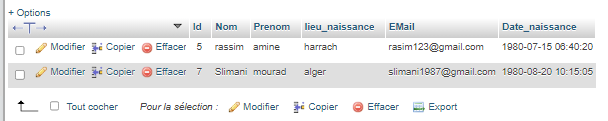 + Options
Id Nom Prenom lieu_naissance EMail Date_naissance
Modifier Copier Effacer 5 rassim amine harrach rasim123@gmail.com 1980-07-15 06:40:20
Modifier Copier Effacer 7 Slimani mourad alger slimani1987@gmail.com 1980-08-20 10:15:05
Tout cocher Pour la sélection : Modifier Copier Effacer Export